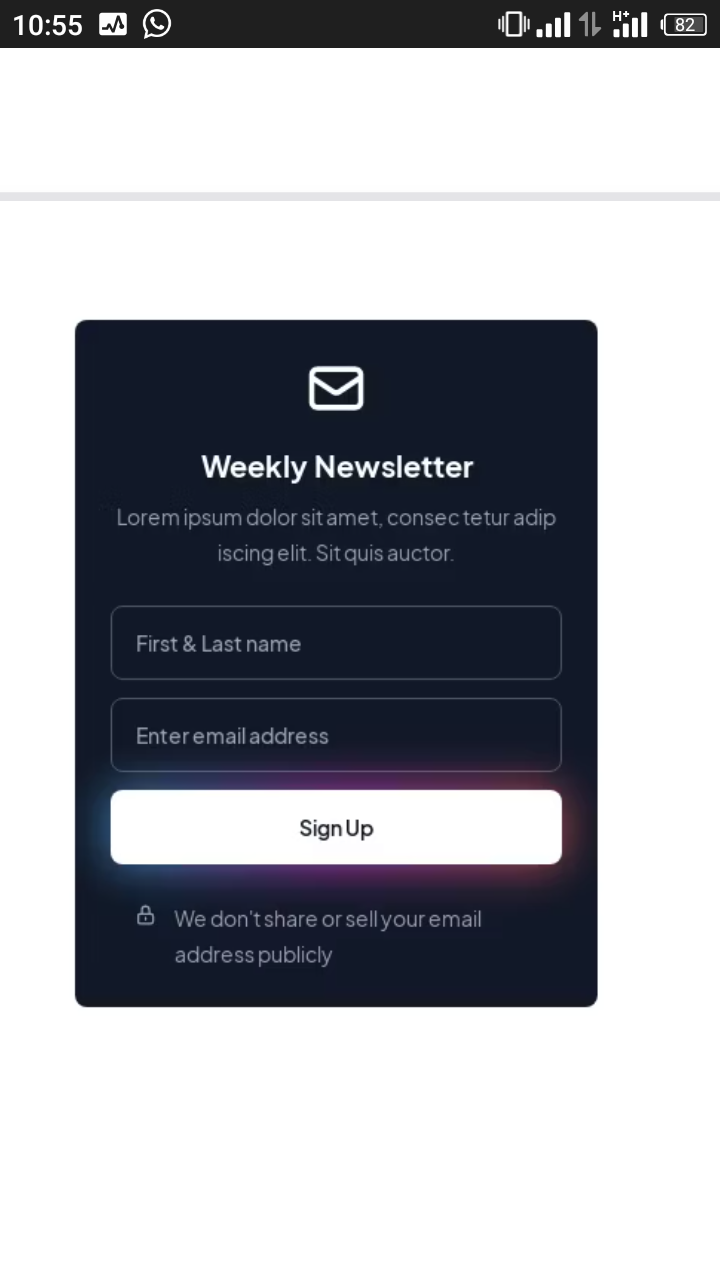 10:55
H+
82
Weekly Newsletter
Lorem ipsum dolor sit amet, consec tetur adip
iscing elit. Sit quis auctor.
First & Last name
Enter email address
Sign Up
We don't share or sell your email
address publicly